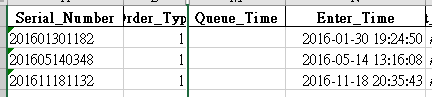 Serial_Number rder_Typ Queue_Time Enter_Time
201601301182 1 2016-01-30 19:24:50
201605140348 1 2016-05-14 13:16:08
201611181132 1 2016-11-18 20:35:43